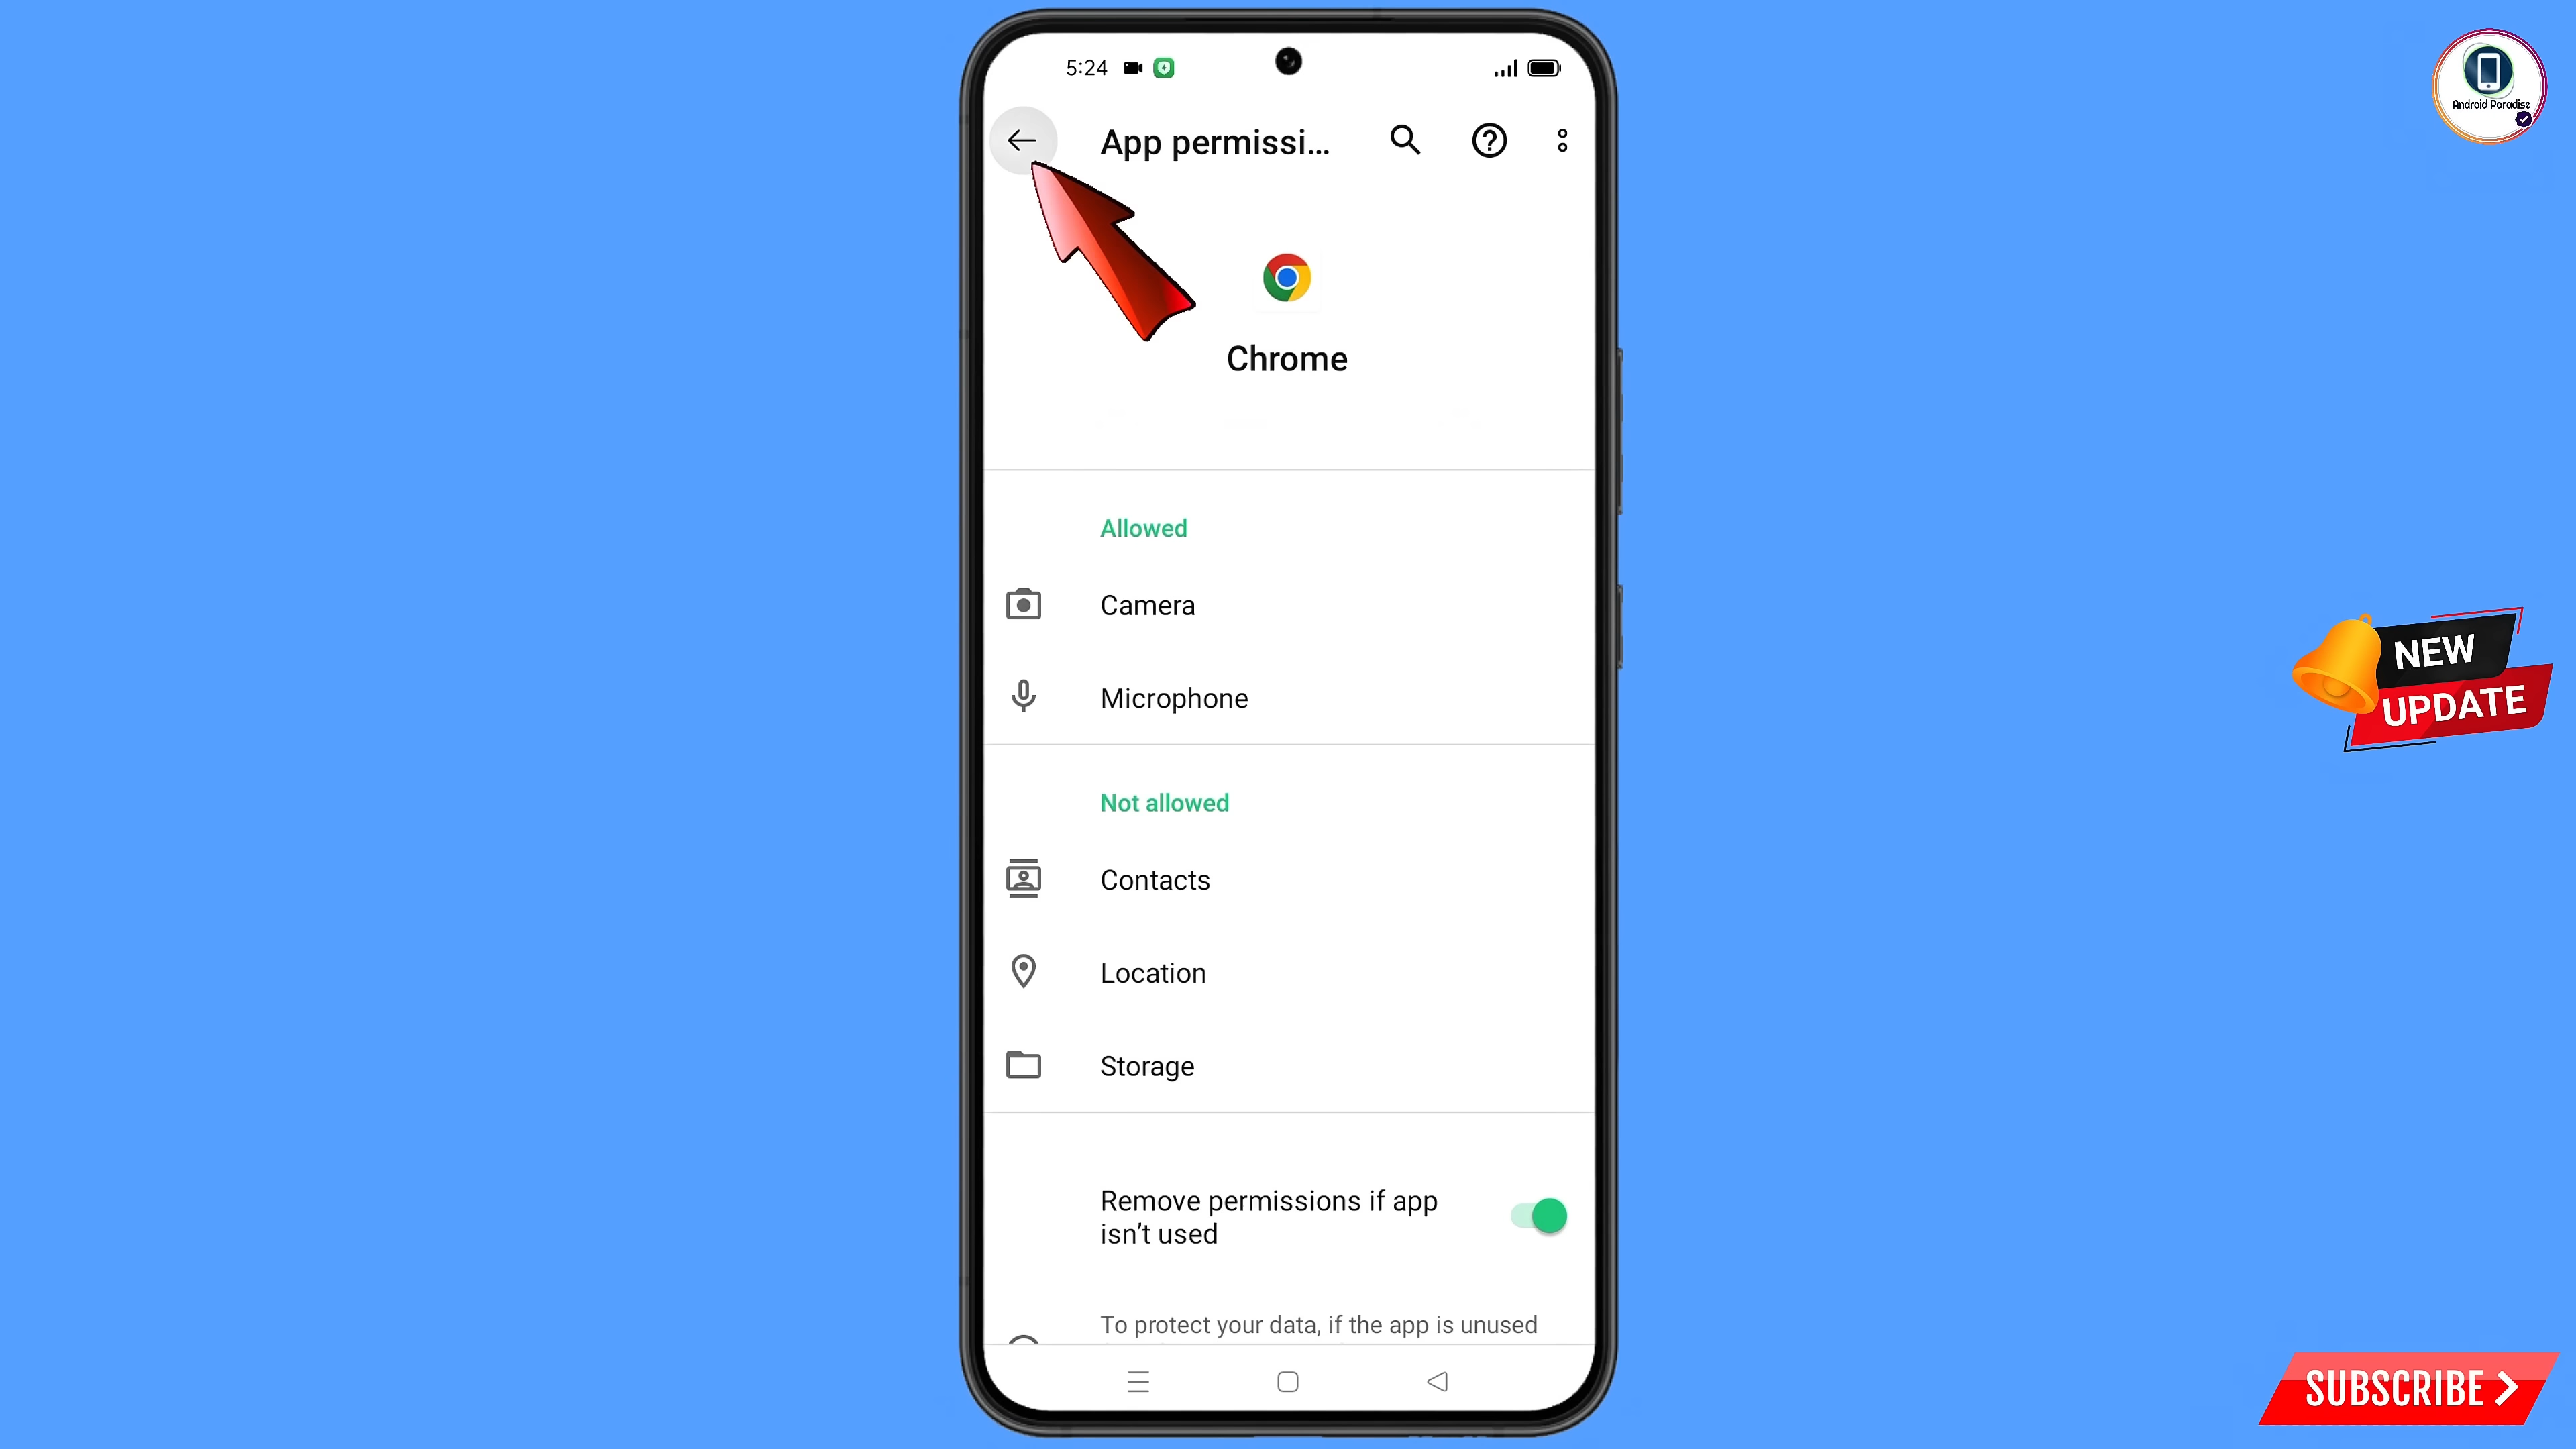 5:24
Android Paradise
App permissi...
Chrome
Allowed
Camera
Microphone
NEW
UPDATE
Not allowed
Contacts
Location
Storage
Remove permissions if app
isn't used
To protect your data, if the app is unused
SUBSCRIBE